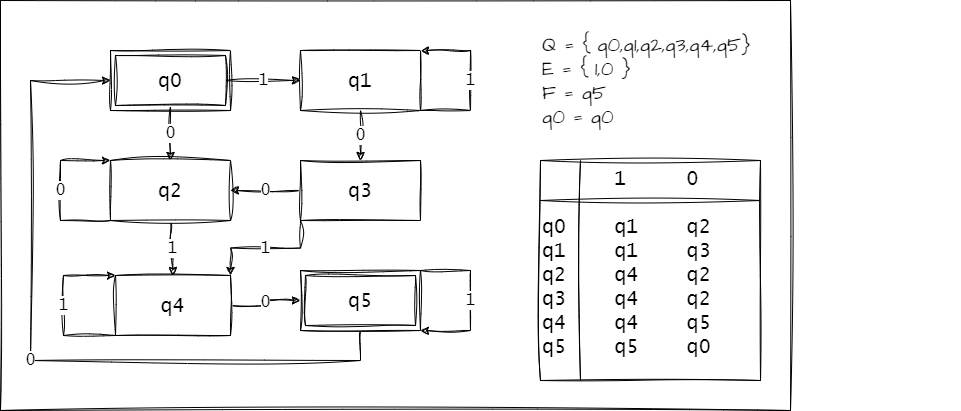 Q = { q0,q1,q2,q3,q4,q5}
E = {1,0 }
F = q5
q0 = q0
q0 1 q1 1
0 0
0 q2 0 q3
1 1
1 q4 0 q5 1
0
1 0
q0 q1 q2
q1 q1 q3
q2 q4 q2
q3 q4 q2
q4 q4 q5
q5 q5 q0